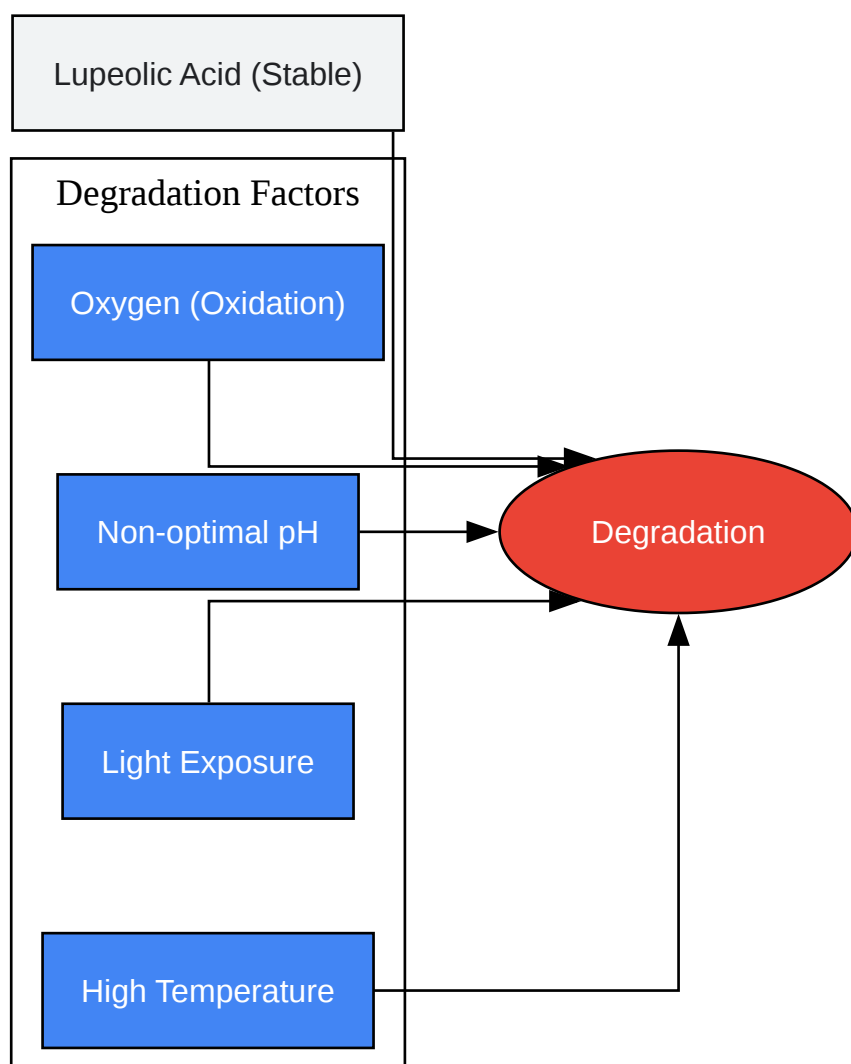 Lupeolic Acid (Stable)
Degradation Factors
Oxygen (Oxidation)
Non-optimal pH
Degradation
Light Exposure
High Temperature